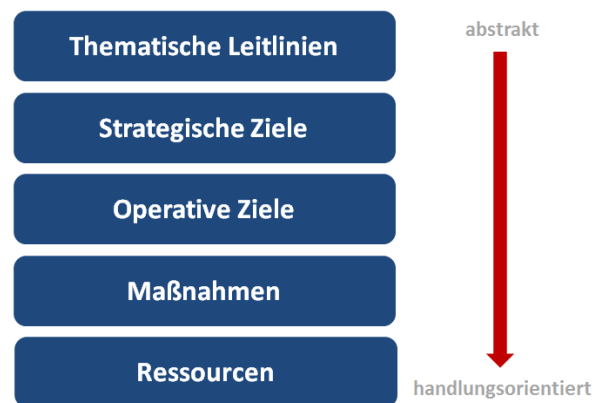 Thematische Leitlinien
abstrakt
Strategische Ziele
Operative Ziele
Maßnahmen
Ressourcen
handlungsorientiert